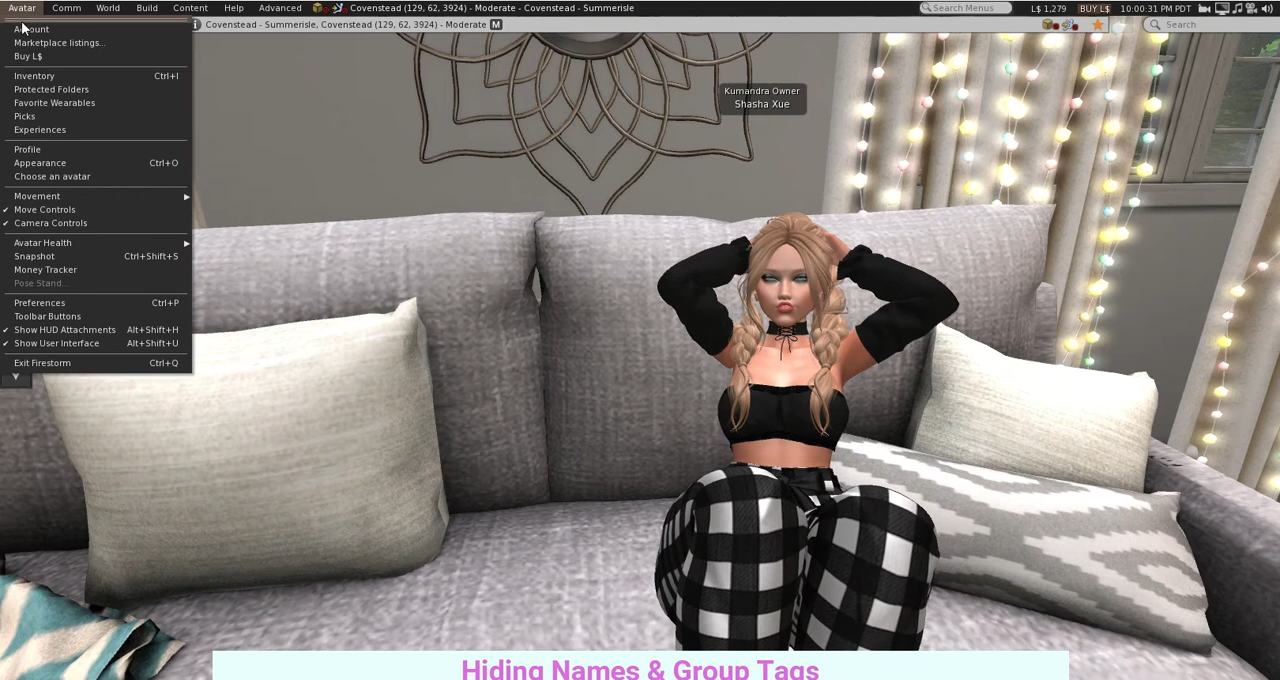 Avatar Comm World Build Content Help Advanced Covenstead (129, 62, 3924) - Moderate - Covenstead - Summerisle Search Menus L$ 1,279 BUY L$ 10:00:31 PM PDT
Covenstead - Summerisle, Covenstead (129, 62, 3924) - Moderate M Search
Account
Marketplace listings...
Buy L$
Inventory Ctrl+I
Protected Folders
Favorite Wearables
Picks
Experiences
Profile
Appearance Ctrl+O
Choose an avatar
Movement
Move Controls
Camera Controls
Avatar Health
Snapshot Ctrl+Shift+S
Money Tracker
Pose Stand...
Preferences Ctrl+P
Toolbar Buttons
Show HUD Attachments Alt+Shift+H
Show User Interface Alt+Shift+U
Exit Firestorm Ctrl+Q
Kumandra Owner
Shasha Xue
Hiding Names & Group Tags